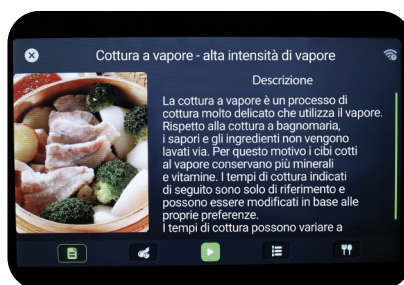 Cottura a vapore - alta intensità di vapore
Descrizione
La cottura a vapore è un processo di
cottura molto delicato che utilizza il vapore.
Rispetto alla cottura a bagnomaria,
i sapori e gli ingredienti non vengono
lavati via. Per questo motivo i cibi cotti
al vapore conservano più minerali
e vitamine. I tempi di cottura indicati
di seguito sono solo di riferimento e
possono essere modificati in base alle
proprie preferenze.
I tempi di cottura possono variare a